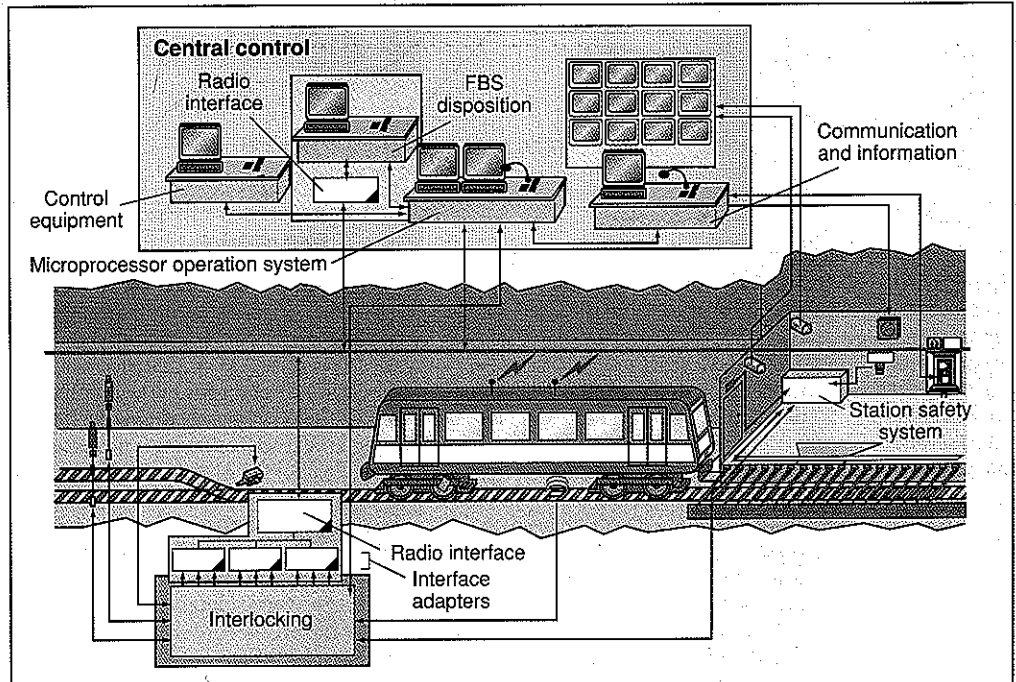 Central control
Radio
interface
FBS
disposition
Communication
and information
Control
equipment
Microprocessor operation system
Station safety
system
Radio interface
Interface
adapters
Interlocking